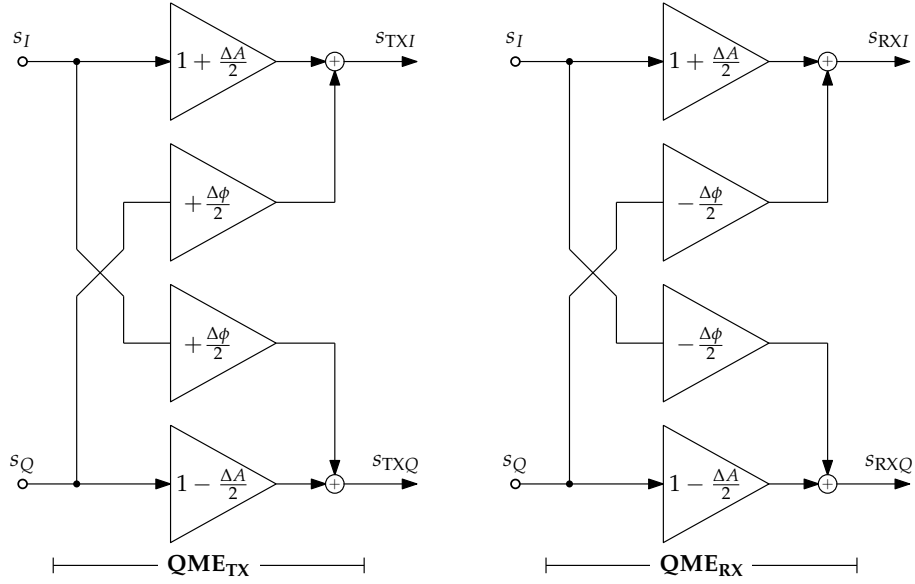 s_I s_TXI s_I s_RXI
1 + ΔA/2 1 + ΔA/2
+ Δϕ/2 − Δϕ/2
+ Δϕ/2 − Δϕ/2
s_Q s_TXQ s_Q s_RXQ
1 − ΔA/2 1 − ΔA/2
QME_TX QME_RX